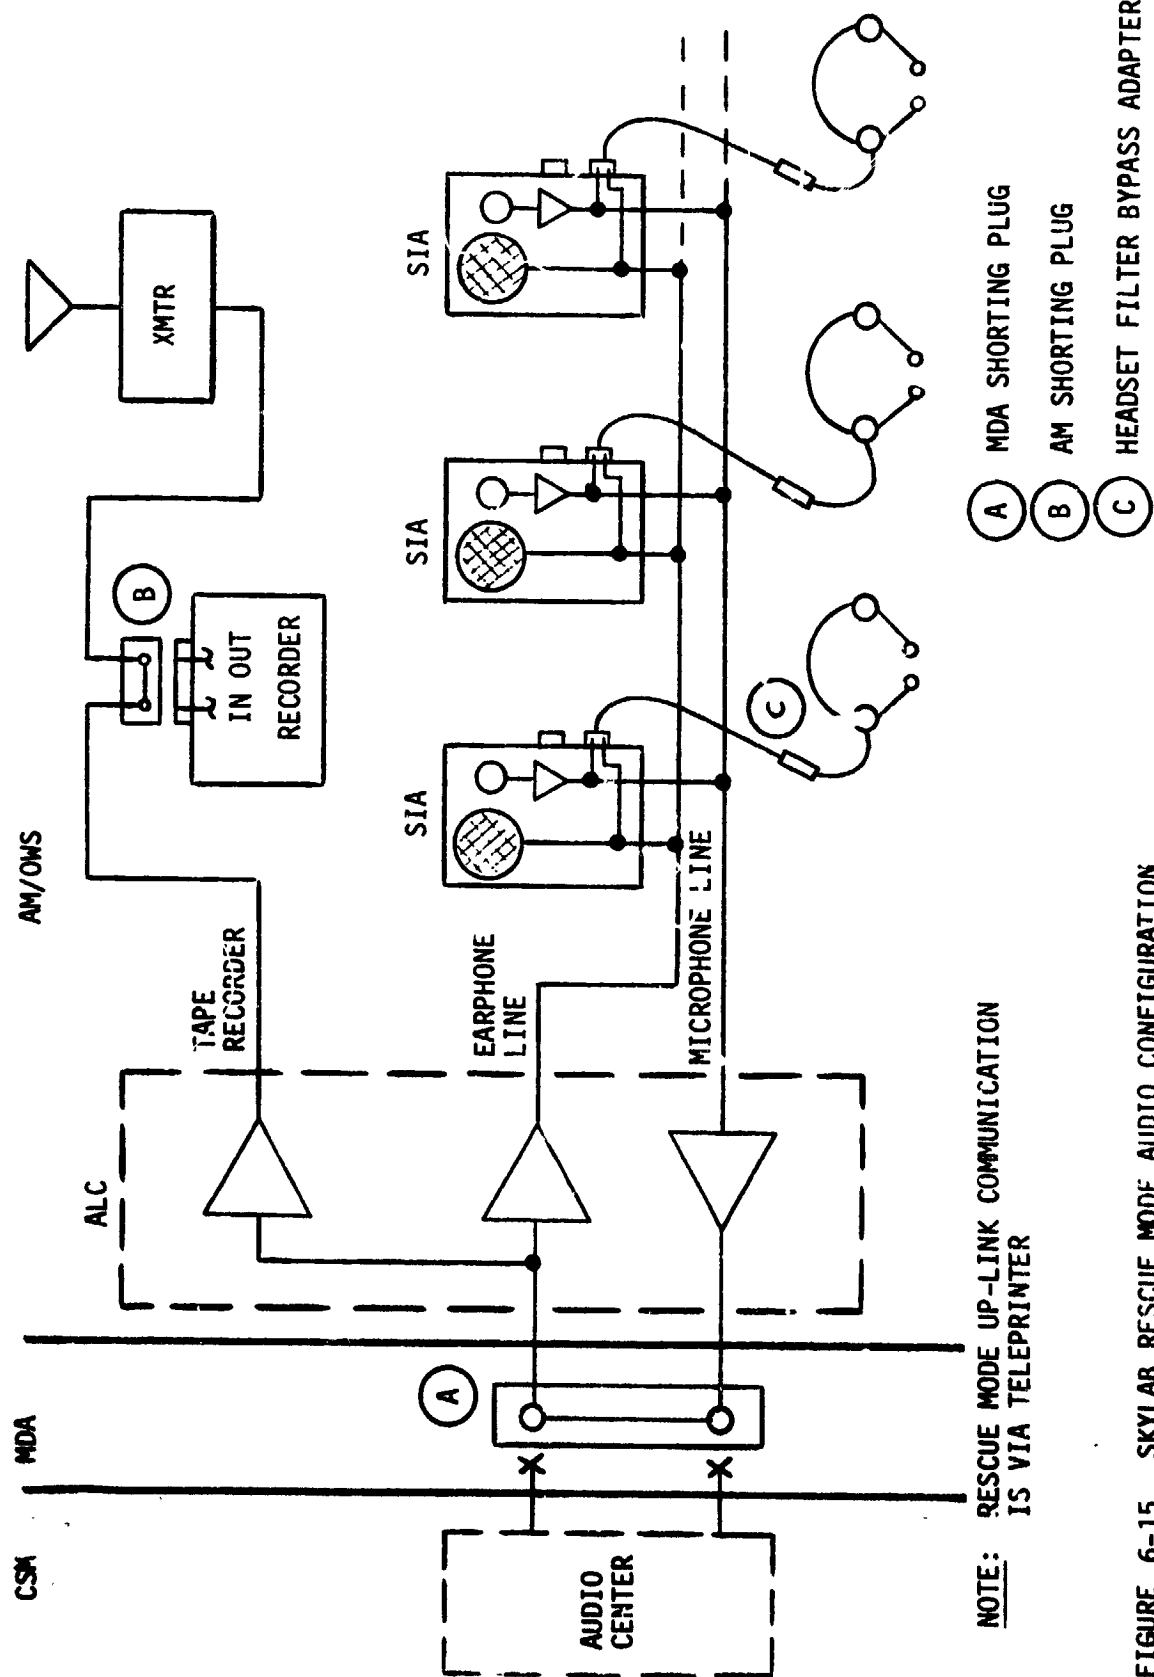 CSM
MDA
AM/OWS
AUDIO
CENTER
A
ALC
TAPE
RECORDER
EARPHONE
LINE
MICROPHONE LINE
B
IN OUT
RECORDER
XMTR
SIA
SIA
SIA
C
NOTE: RESCUE MODE UP-LINK COMMUNICATION
IS VIA TELEPRINTER
A MDA SHORTING PLUG
B AM SHORTING PLUG
C HEADSET FILTER BYPASS ADAPTER
FIGURE 6-15 SKYLAB RESCUE MODE AUDIO CONFIGURATION